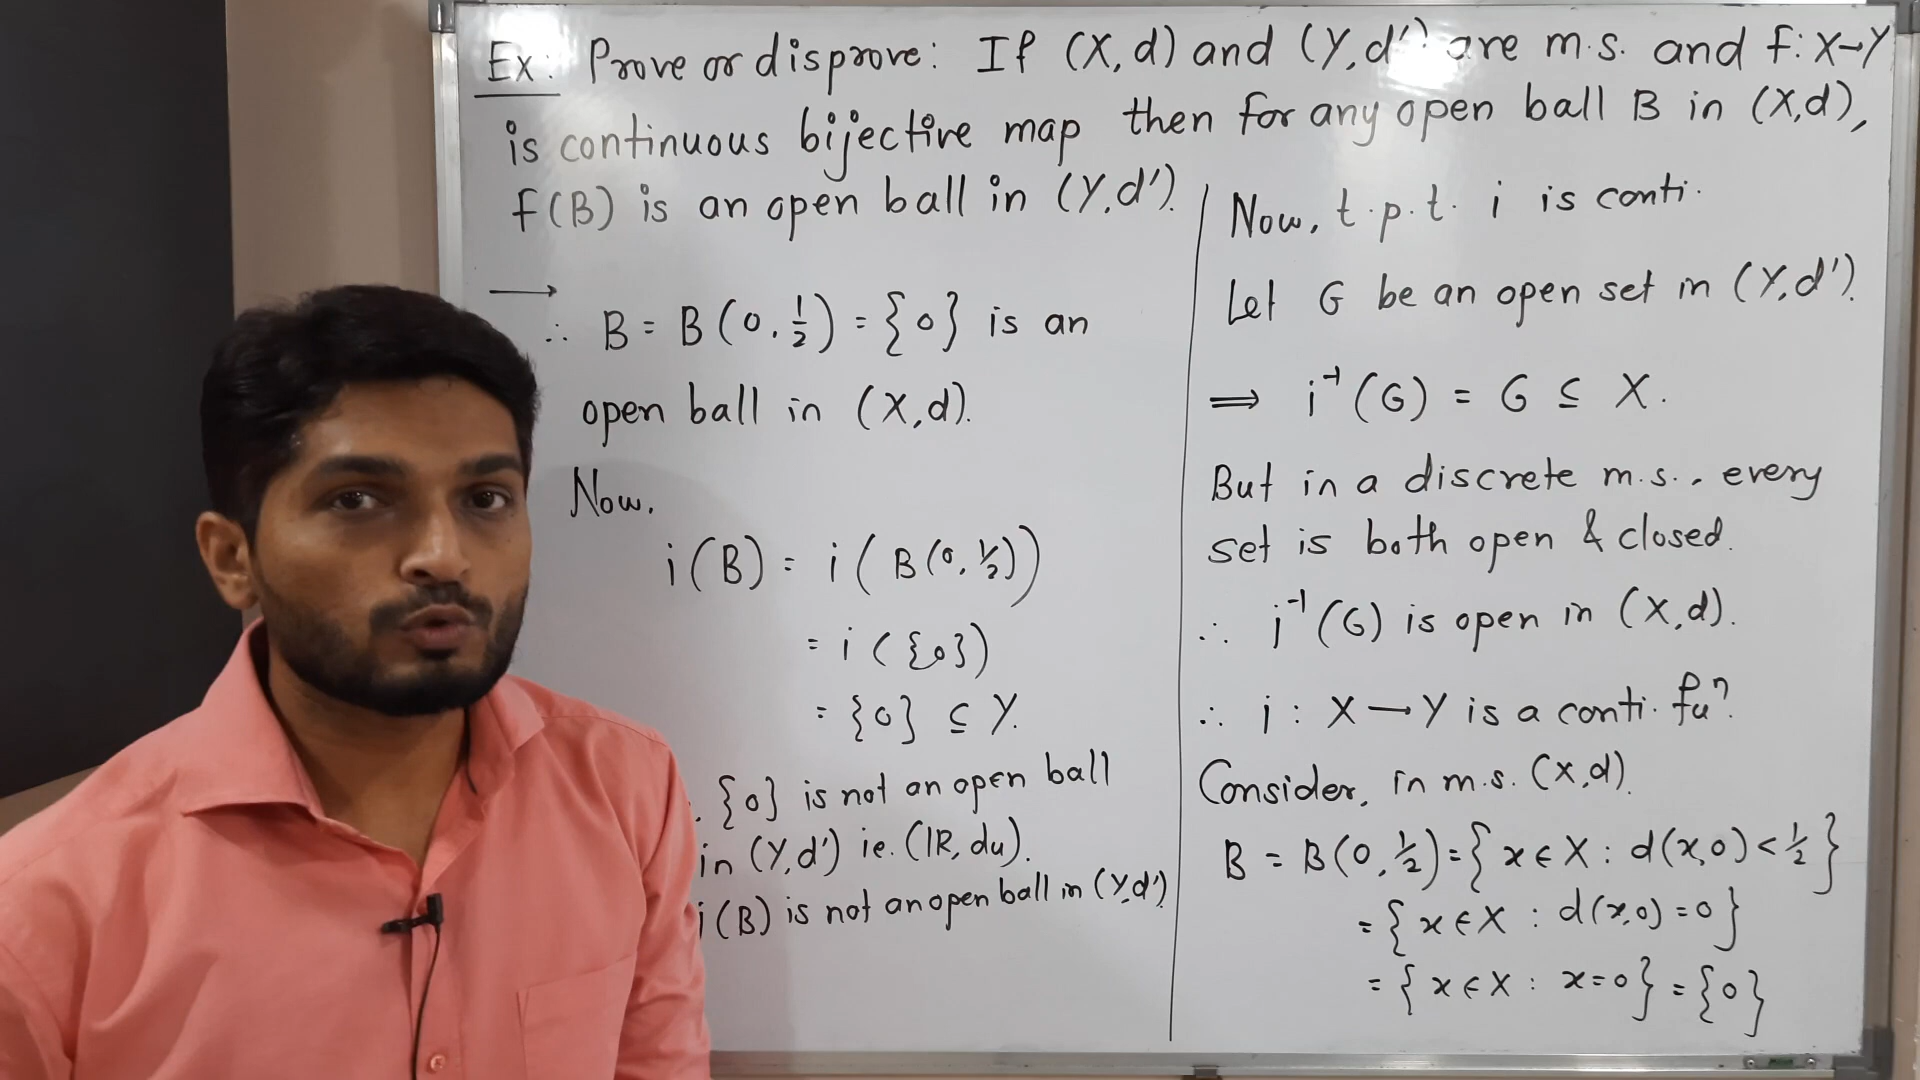 Ex: Prove or disprove: If (X,d) and (Y,d') are m.s. and f: X→Y
is continuous bijective map then for any open ball B in (X,d),
f(B) is an open ball in (Y,d').
→
∴ B = B(0,1/2) = {0} is an
open ball in (X,d).
Now,
i(B) = i(B(0,1/2))
= i({0})
= {0} ⊆ Y.
{0} is not an open ball
in (Y,d') ie. (IR, du).
i(B) is not an open ball in (Y,d')
Now, t.p.t. i is conti.
Let G be an open set in (Y,d').
⟹ i⁻¹(G) = G ⊆ X.
But in a discrete m.s., every
set is both open & closed.
∴ i⁻¹(G) is open in (X,d).
∴ i : X → Y is a conti. fuⁿ.
Consider, in m.s. (X,d).
B = B(0,1/2) = {x ∈ X : d(x,0) < 1/2}
= {x ∈ X : d(x,0) = 0}
= {x ∈ X : x = 0} = {0}